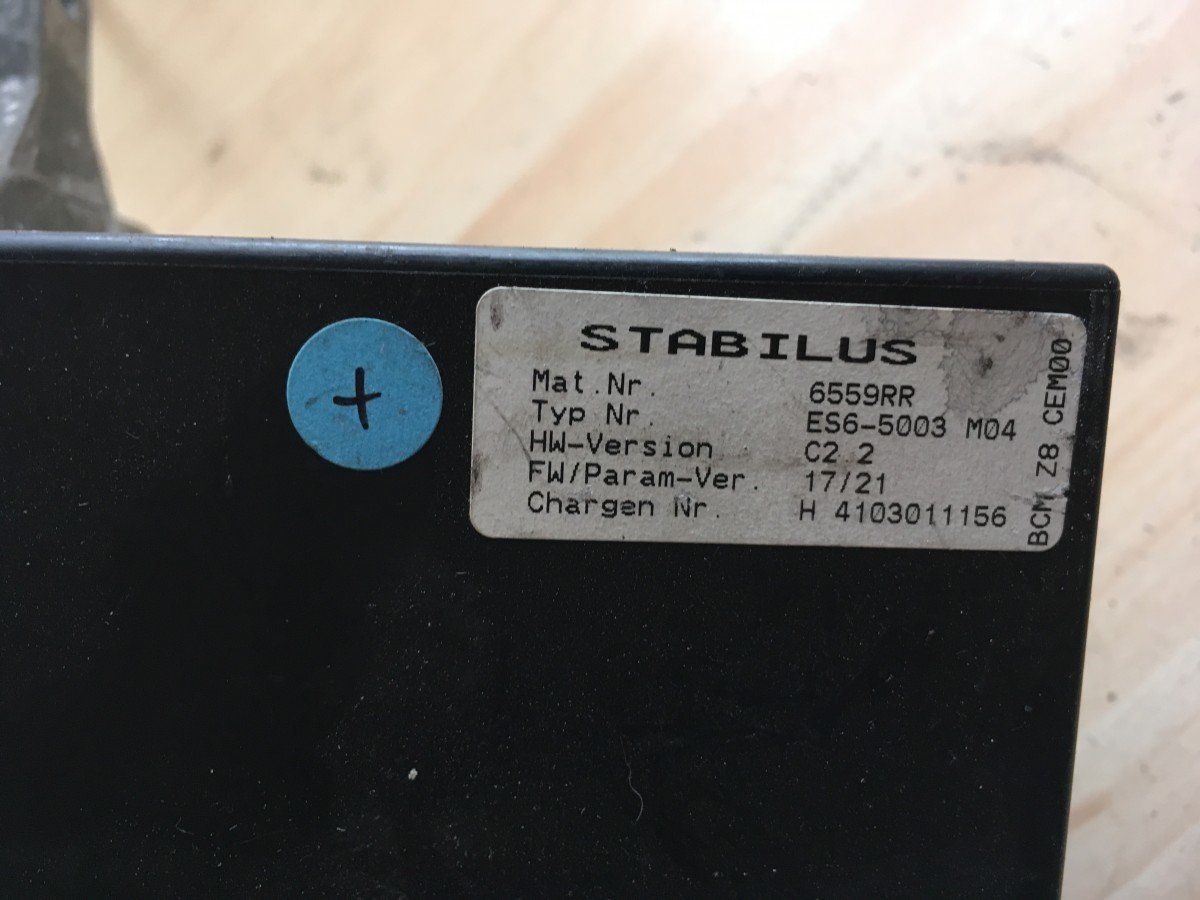 +
STABILUS
Mat.Nr. 6559RR
Typ Nr. ES6-5003 M04
HW-Version C2.2
FW/Param-Ver. 17/21
Chargen Nr. H 4103011156
BCM Z8 CEM00